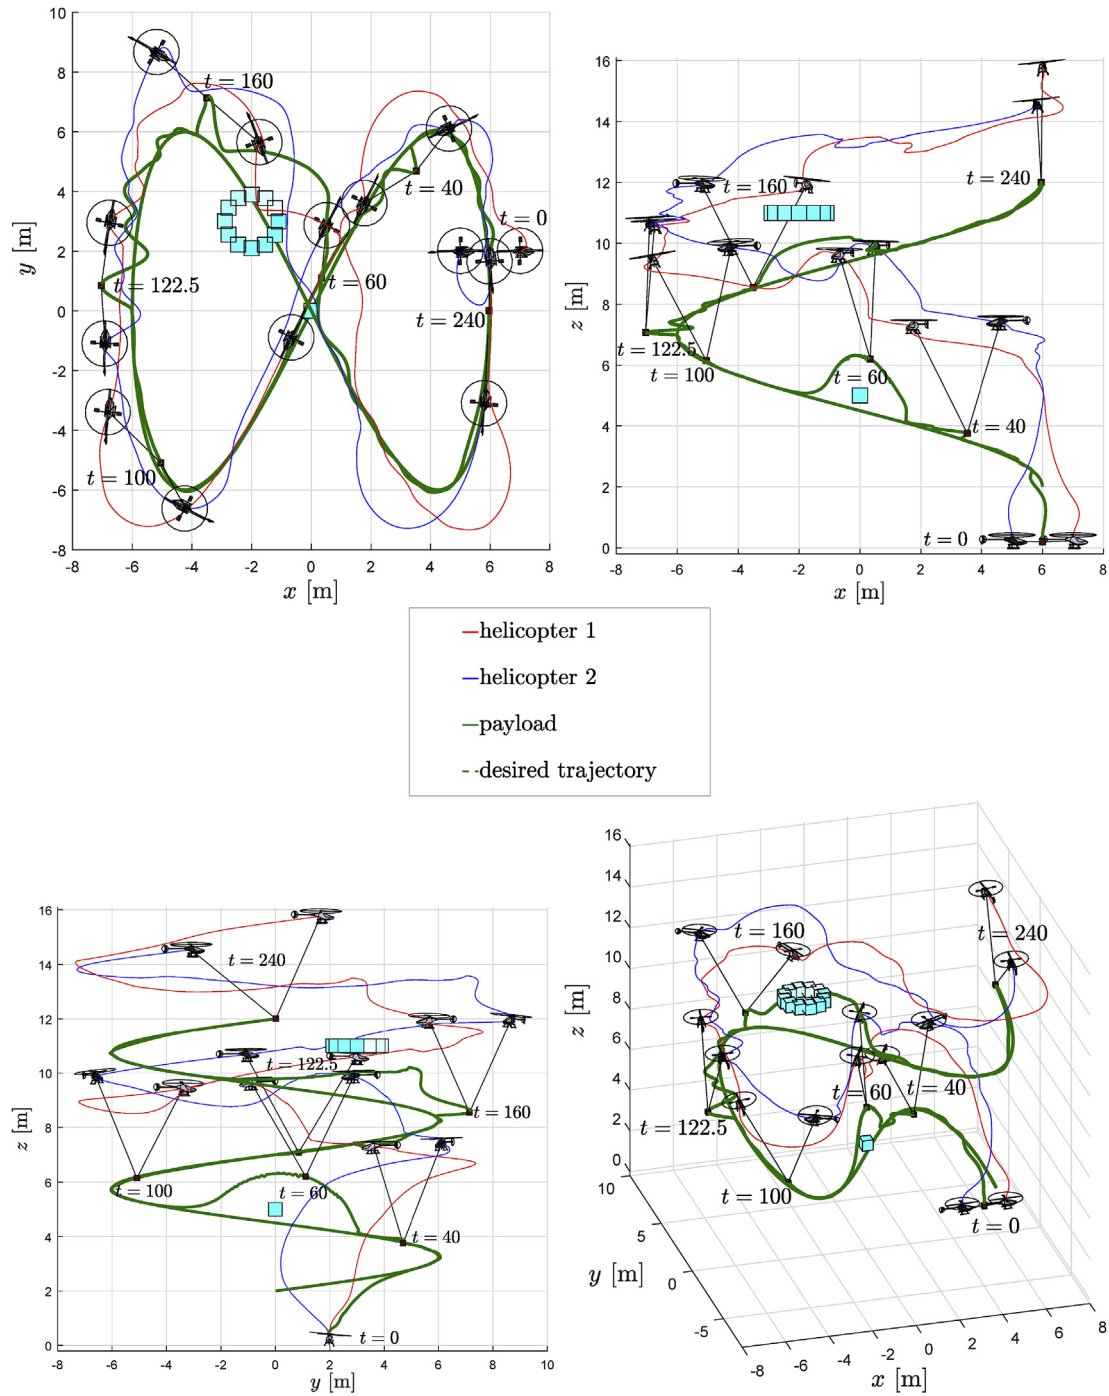 10
8
6
4
2
0
-2
-4
-6
-8
y [m]
-8 -6 -4 -2 0 2 4 6 8
x [m]
t = 160
t = 40
t = 0
t = 122.5
t = 60
t = 240
t = 100
16
14
12
10
8
6
4
2
0
z [m]
-8 -6 -4 -2 0 2 4 6 8
x [m]
t = 160
t = 240
t = 122.5
t = 100
t = 60
t = 40
t = 0
helicopter 1
helicopter 2
payload
desired trajectory
16
14
12
10
8
6
4
2
0
z [m]
-8 -6 -4 -2 0 2 4 6 8 10
y [m]
t = 240
t = 122.5
t = 160
t = 100
t = 60
t = 40
t = 0
16
14
12
10
8
6
4
2
0
z [m]
10
5
0
-5
y [m]
-8 -6 -4 -2 0 2 4 6 8
x [m]
t = 160
t = 240
t = 60
t = 40
t = 122.5
t = 100
t = 0